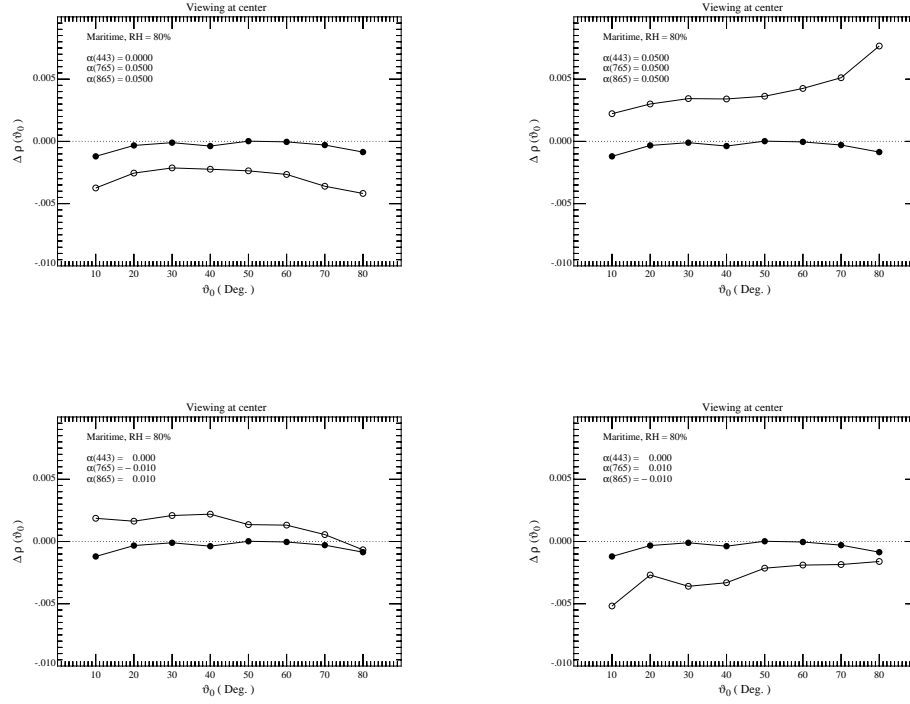 Viewing at center
Maritime, RH = 80%
α(443) = 0.0000
α(765) = 0.0500
α(865) = 0.0500
0.005
0.000
-.005
-.010
Δ ρ (ϑ₀)
10 20 30 40 50 60 70 80
ϑ₀ ( Deg. )
Viewing at center
Maritime, RH = 80%
α(443) = 0.0500
α(765) = 0.0500
α(865) = 0.0500
0.005
0.000
-.005
-.010
Δ ρ (ϑ₀)
10 20 30 40 50 60 70 80
ϑ₀ ( Deg. )
Viewing at center
Maritime, RH = 80%
α(443) = 0.000
α(765) = − 0.010
α(865) = 0.010
0.005
0.000
-.005
-.010
Δ ρ (ϑ₀)
10 20 30 40 50 60 70 80
ϑ₀ ( Deg. )
Viewing at center
Maritime, RH = 80%
α(443) = 0.000
α(765) = 0.010
α(865) = − 0.010
0.005
0.000
-.005
-.010
Δ ρ (ϑ₀)
10 20 30 40 50 60 70 80
ϑ₀ ( Deg. )